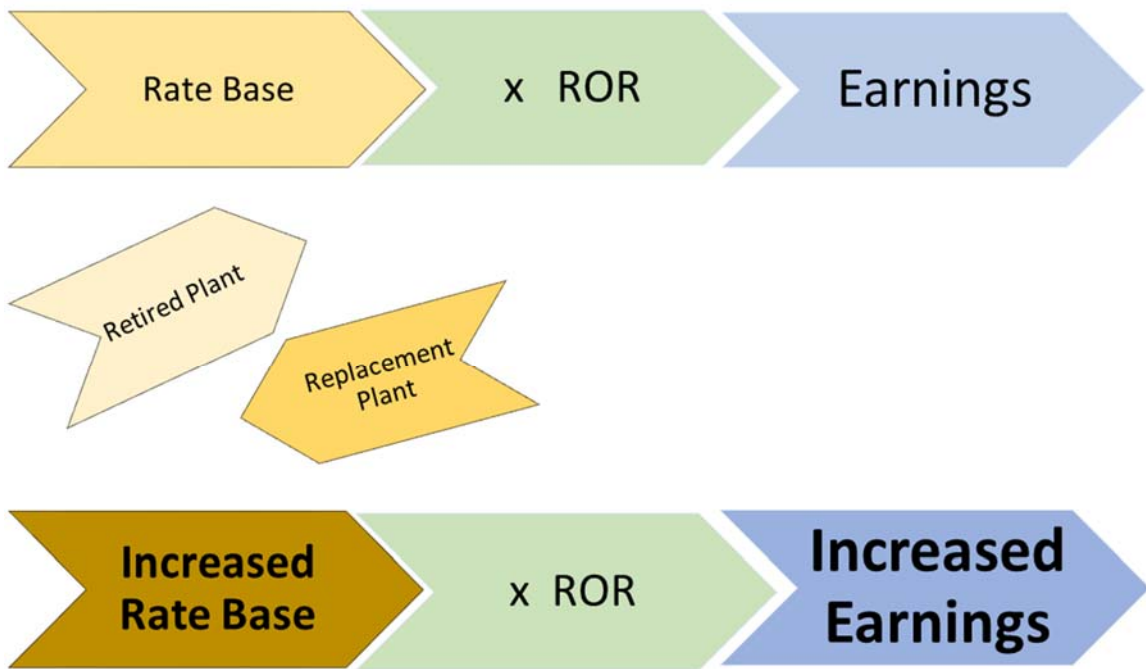 Rate Base
x ROR
Earnings
Retired Plant
Replacement
Plant
Increased
Rate Base
x ROR
Increased
Earnings